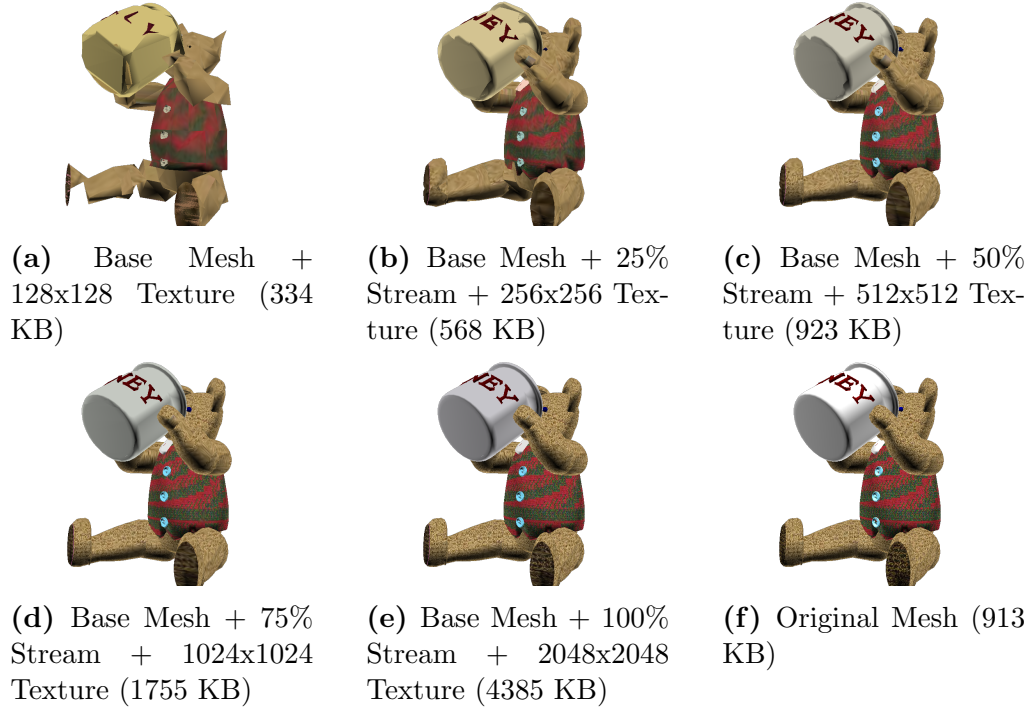 NEY
NEY
(a) Base Mesh +
128x128 Texture (334
KB)
(b) Base Mesh + 25%
Stream + 256x256 Tex-
ture (568 KB)
(c) Base Mesh + 50%
Stream + 512x512 Tex-
ture (923 KB)
NEY
NEY
NEY
(d) Base Mesh + 75%
Stream + 1024x1024
Texture (1755 KB)
(e) Base Mesh + 100%
Stream + 2048x2048
Texture (4385 KB)
(f) Original Mesh (913
KB)